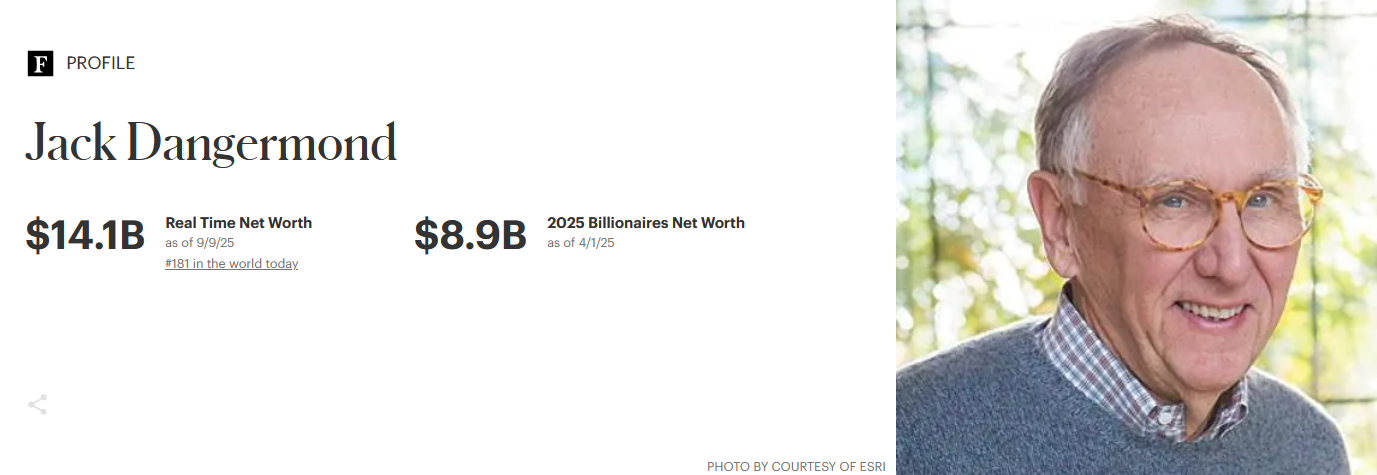 F PROFILE
Jack Dangermond
$14.1B
Real Time Net Worth
as of 9/9/25
#181 in the world today
$8.9B
2025 Billionaires Net Worth
as of 4/1/25
PHOTO BY COURTESY OF ESRI